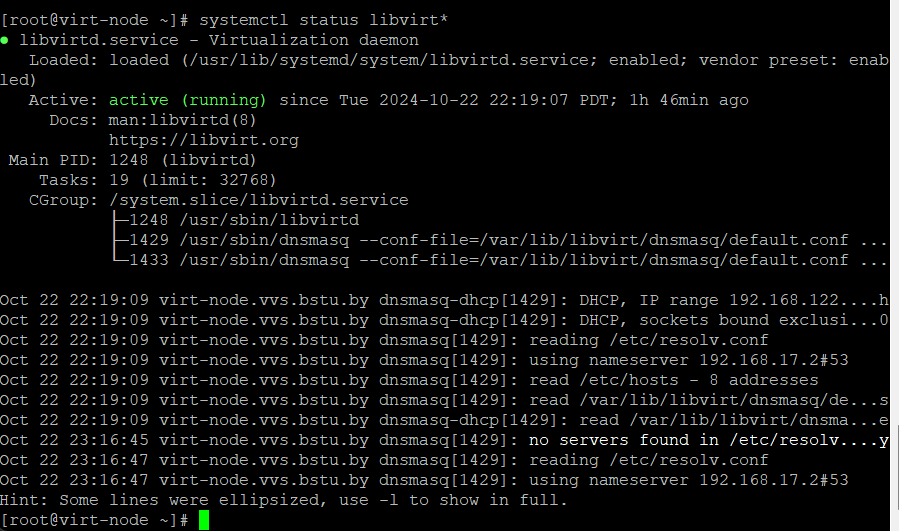 [root@virt-node ~]# systemctl status libvirt*
● libvirtd.service - Virtualization daemon
   Loaded: loaded (/usr/lib/systemd/system/libvirtd.service; enabled; vendor preset: enab
led)
   Active: active (running) since Tue 2024-10-22 22:19:07 PDT; 1h 46min ago
     Docs: man:libvirtd(8)
           https://libvirt.org
 Main PID: 1248 (libvirtd)
    Tasks: 19 (limit: 32768)
   CGroup: /system.slice/libvirtd.service
           ├─1248 /usr/sbin/libvirtd
           ├─1429 /usr/sbin/dnsmasq --conf-file=/var/lib/libvirt/dnsmasq/default.conf ...
           └─1433 /usr/sbin/dnsmasq --conf-file=/var/lib/libvirt/dnsmasq/default.conf ...

Oct 22 22:19:09 virt-node.vvs.bstu.by dnsmasq-dhcp[1429]: DHCP, IP range 192.168.122....h
Oct 22 22:19:09 virt-node.vvs.bstu.by dnsmasq-dhcp[1429]: DHCP, sockets bound exclusi...0
Oct 22 22:19:09 virt-node.vvs.bstu.by dnsmasq[1429]: reading /etc/resolv.conf
Oct 22 22:19:09 virt-node.vvs.bstu.by dnsmasq[1429]: using nameserver 192.168.17.2#53
Oct 22 22:19:09 virt-node.vvs.bstu.by dnsmasq[1429]: read /etc/hosts - 8 addresses
Oct 22 22:19:09 virt-node.vvs.bstu.by dnsmasq[1429]: read /var/lib/libvirt/dnsmasq/de...s
Oct 22 22:19:09 virt-node.vvs.bstu.by dnsmasq-dhcp[1429]: read /var/lib/libvirt/dnsma...e
Oct 22 23:16:45 virt-node.vvs.bstu.by dnsmasq[1429]: no servers found in /etc/resolv....y
Oct 22 23:16:47 virt-node.vvs.bstu.by dnsmasq[1429]: reading /etc/resolv.conf
Oct 22 23:16:47 virt-node.vvs.bstu.by dnsmasq[1429]: using nameserver 192.168.17.2#53
Hint: Some lines were ellipsized, use -l to show in full.
[root@virt-node ~]#